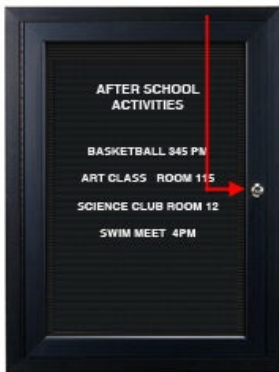 AFTER SCHOOL
ACTIVITIES
BASKETBALL 345 PM
ART CLASS ROOM 115
SCIENCE CLUB ROOM 12
SWIM MEET 4PM